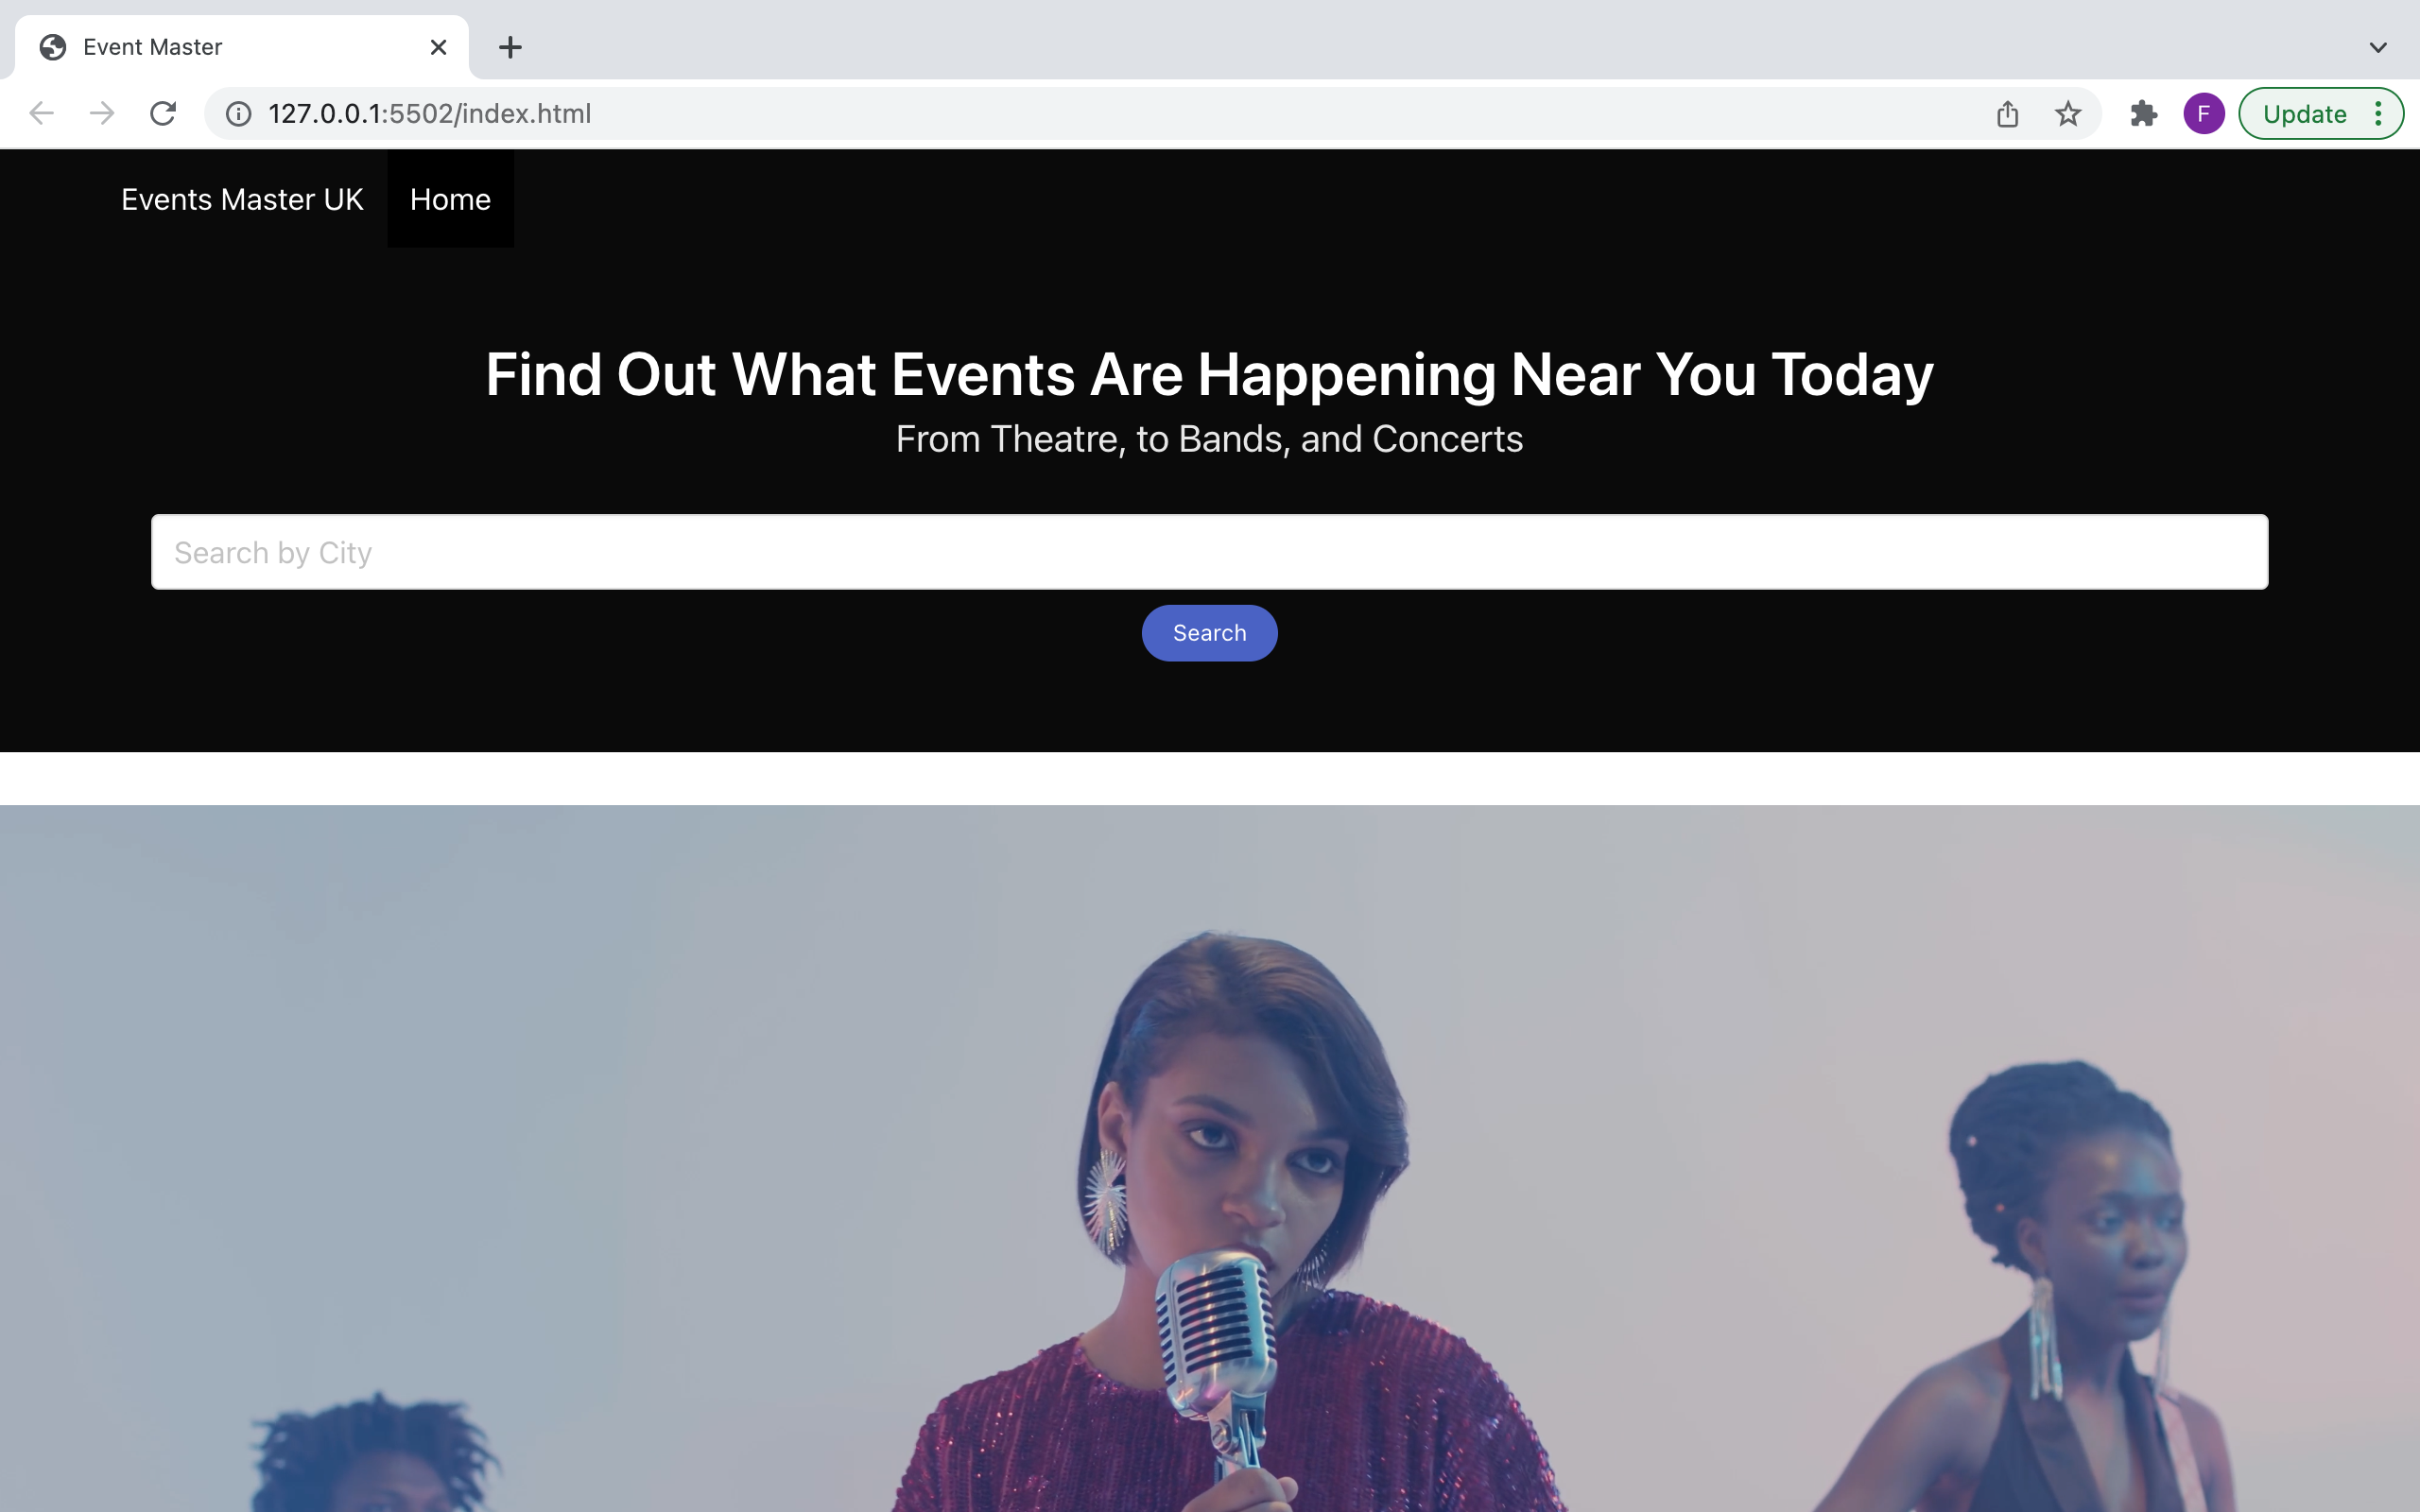 Event Master
127.0.0.1:5502/index.html
F
Update
Events Master UK
Home
Find Out What Events Are Happening Near You Today
From Theatre, to Bands, and Concerts
Search by City
Search